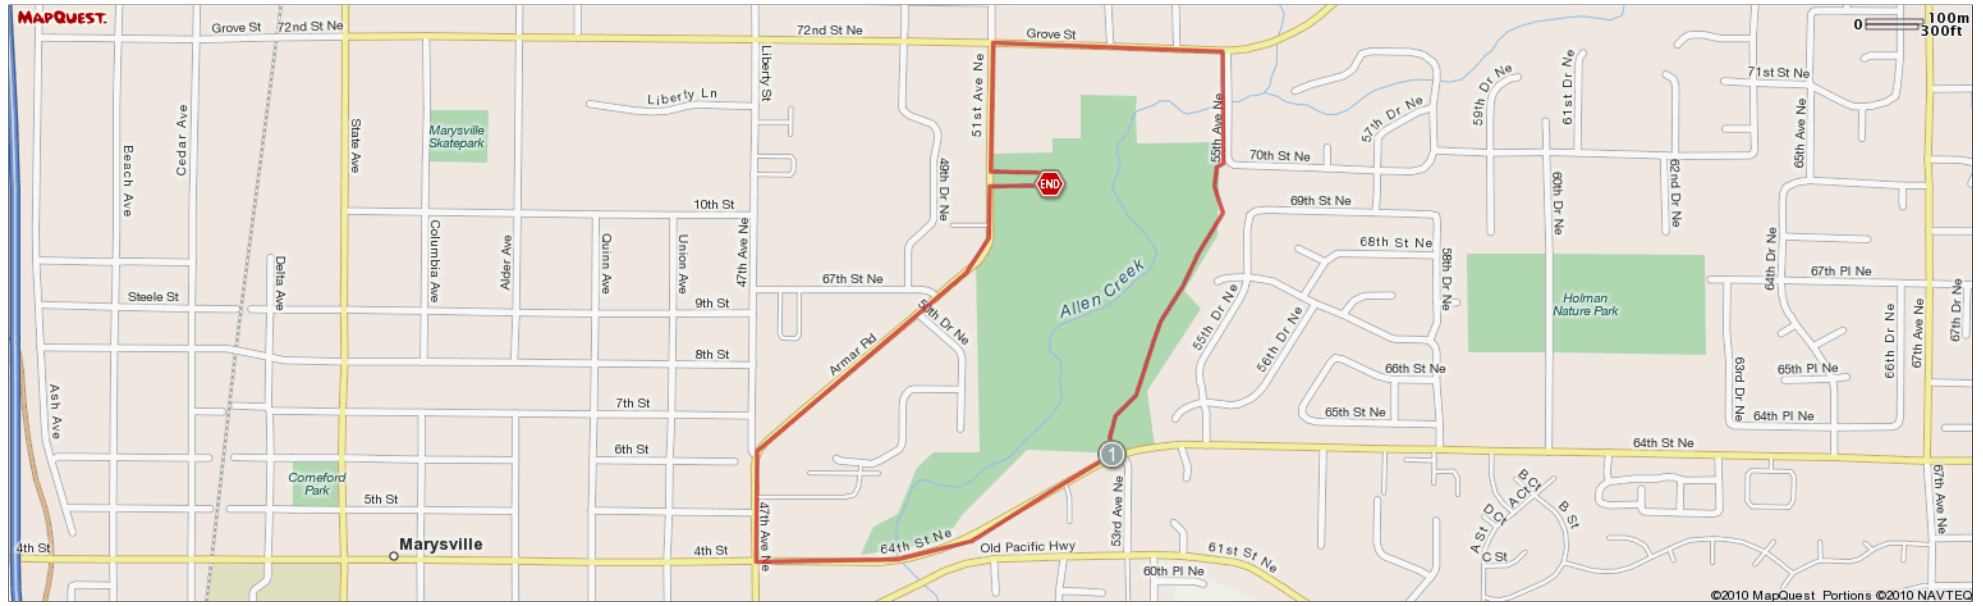 MAPQUEST.
Grove St
72nd St Ne
72nd St Ne
Grove St
0 100m
300ft
Liberty St
51st Ave Ne
55th Ave Ne
Liberty Ln
Cedar Ave
Beach Ave
State Ave
Marysville
Skatepark
49th Dr Ne
END
70th St Ne
57th Dr Ne
59th Dr Ne
61st Dr Ne
71st St Ne
65th Ave Ne
60th Dr Ne
62nd Dr Ne
69th St Ne
68th St Ne
58th Dr Ne
10th St
Columbia Ave
Alder Ave
Quinn Ave
Union Ave
47th Ave Ne
Delta Ave
Steele St
9th St
67th St Ne
50th Dr Ne
Allen Creek
55th Dr Ne
56th Dr Ne
Holman
Nature Park
64th Dr Ne
67th Pl Ne
66th Dr Ne
67th Ave Ne
67th Dr Ne
8th St
Armar Rd
66th St Ne
65th St Ne
65th Pl Ne
63rd Dr Ne
64th Pl Ne
Ash Ave
7th St
6th St
1
64th St Ne
Comeford
Park
5th St
47th Ave Ne
53rd Ave Ne
67th Ave Ne
B Ct
A Ct
D Ct
B St
A St
C St
4th St
Marysville
4th St
64th St Ne
Old Pacific Hwy
61st St Ne
60th Pl Ne
©2010 MapQuest Portions ©2010 NAVTEQ